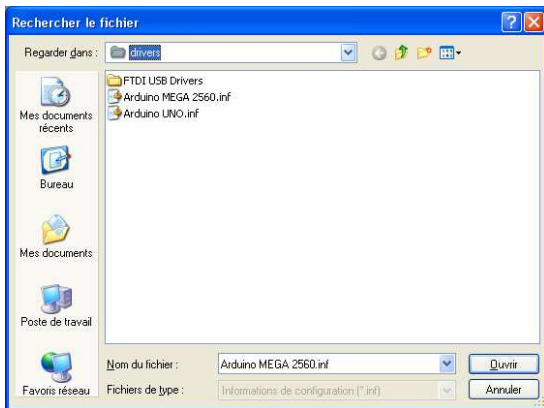 Rechercher le fichier
Regarder dans :
drivers
Mes documents
récents
Bureau
Mes documents
Poste de travail
Favoris réseau
FTDI USB Drivers
Arduino MEGA 2560.inf
Arduino UNO.inf
Nom du fichier :
Arduino MEGA 2560.inf
Ouvrir
Fichiers de type :
Informations de configuration (*.inf)
Annuler